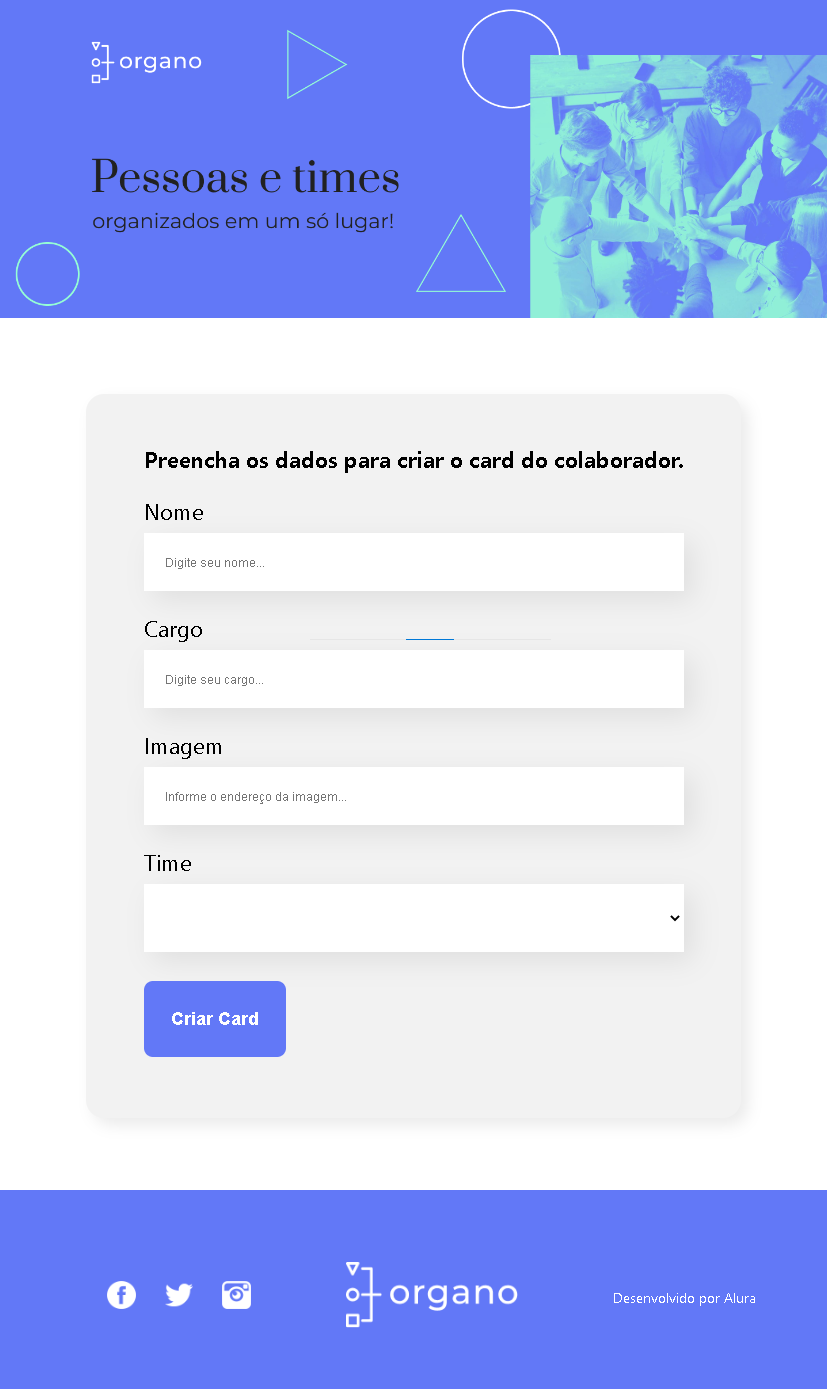 organo
Pessoas e times
organizados em um só lugar!
Preencha os dados para criar o card do colaborador.
Nome
Digite seu nome...
Cargo
Digite seu cargo...
Imagem
Informe o endereço da imagem...
Time
Criar Card
organo
Desenvolvido por Alura